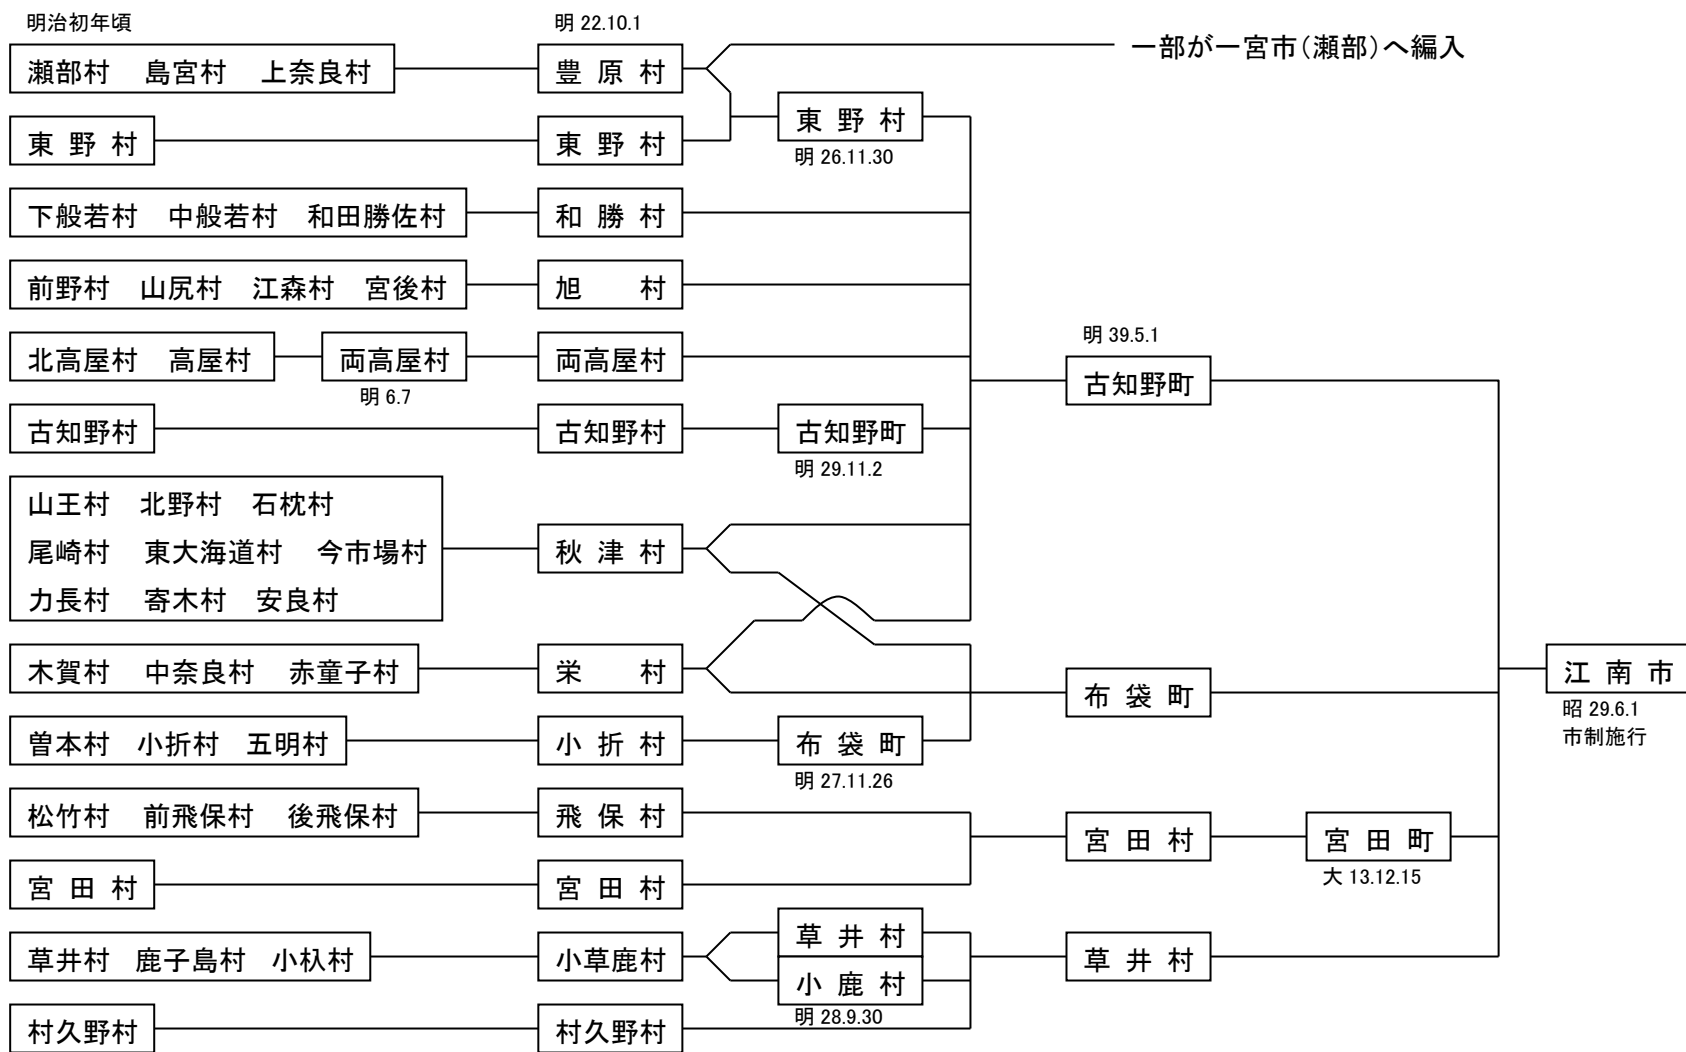 明治初年頃 明 22.10.1
瀬部村 島宮村 上奈良村 豊原村 一部が一宮市(瀬部)へ編入
東野村 東野村 東野村
明 26.11.30
下般若村 中般若村 和田勝佐村 和勝村
前野村 山尻村 江森村 宮後村 旭村
北高屋村 高屋村 両高屋村 両高屋村
明 6.7
明 39.5.1
古知野町
古知野村 古知野村 古知野町
明 29.11.2
山王村 北野村 石枕村
尾崎村 東大海道村 今市場村 秋津村
力長村 寄木村 安良村
木賀村 中奈良村 赤童子村 栄村
布袋町
江南市
昭 29.6.1
市制施行
曽本村 小折村 五明村 小折村 布袋町
明 27.11.26
松竹村 前飛保村 後飛保村 飛保村
宮田村 宮田町
大 13.12.15
宮田村 宮田村
草井村 鹿子島村 小杁村 小草鹿村 草井村 草井村
小鹿村
明 28.9.30
村久野村 村久野村